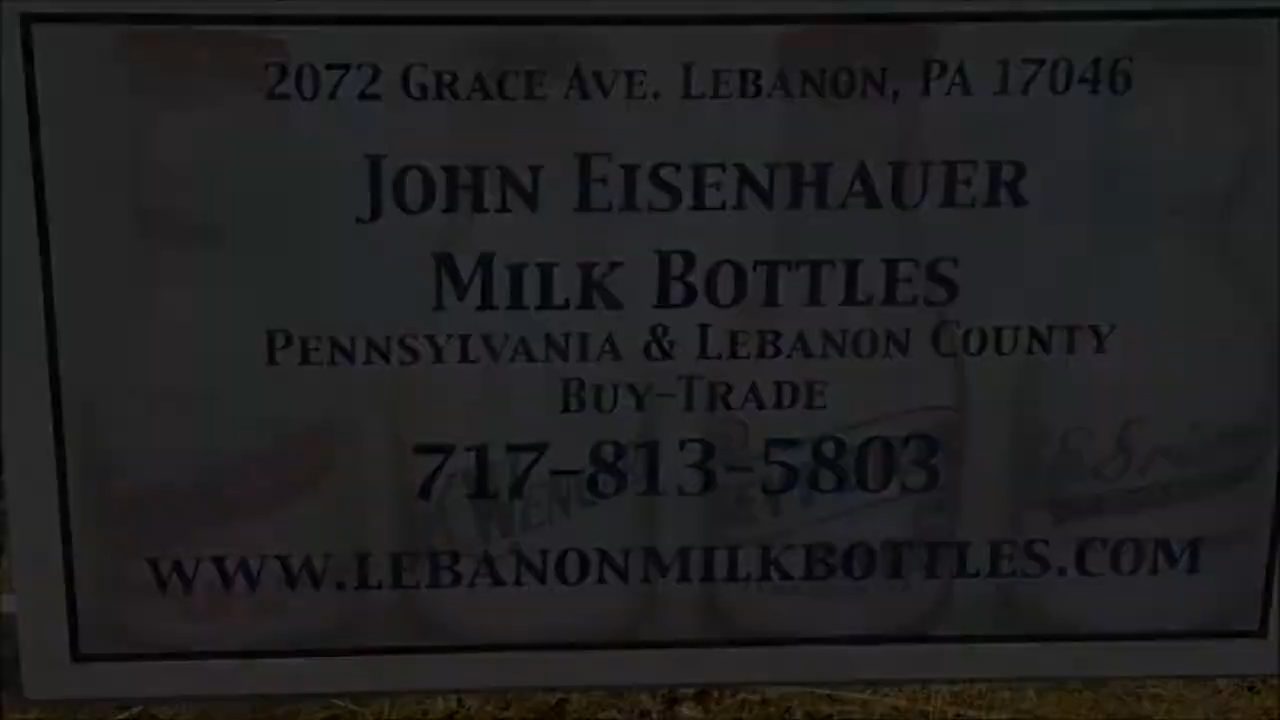 2072 GRACE AVE. LEBANON, PA 17046
JOHN EISENHAUER
MILK BOTTLES
PENNSYLVANIA & LEBANON COUNTY
BUY-TRADE
717-813-5803
WWW.LEBANONMILKBOTTLES.COM